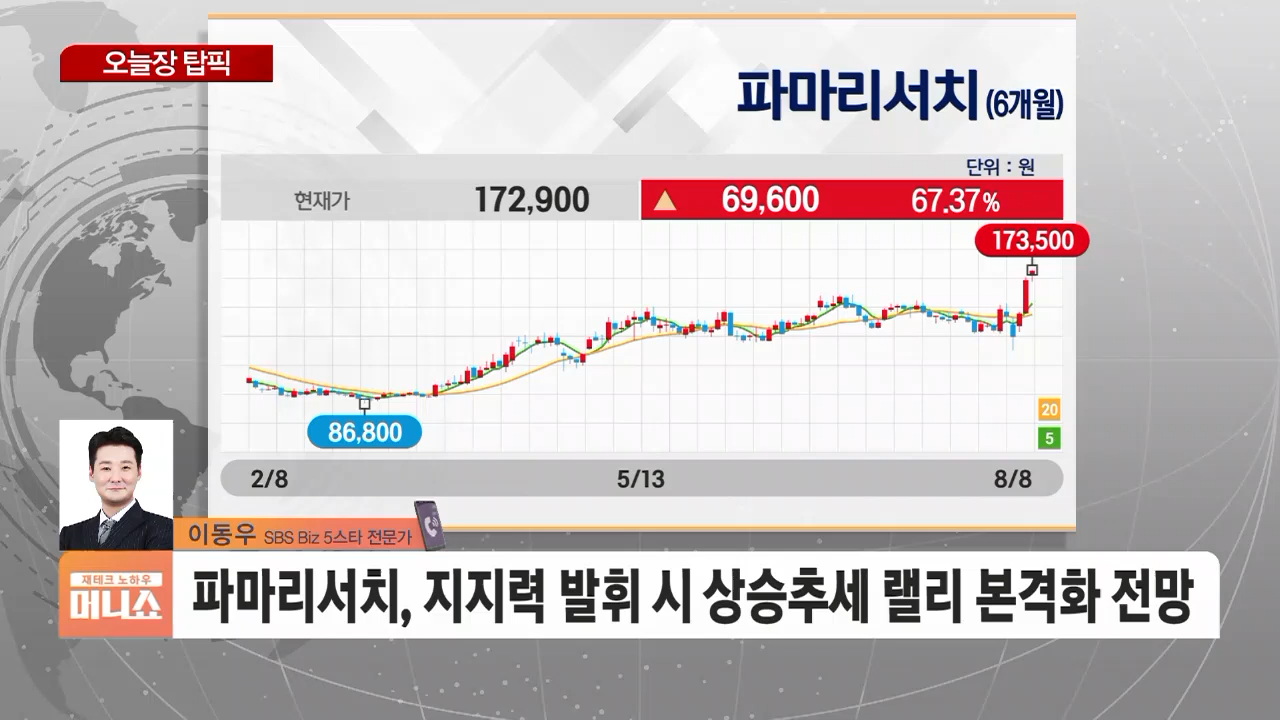 오늘장 탑픽
파마리서치 (6개월)
단위 : 원
현재가 172,900 ▲ 69,600 67.37%
173,500
86,800
20
5
2/8 5/13 8/8
이동우 SBS Biz 5스타 전문가
재테크 노하우
머니쇼
파마리서치, 지지력 발휘 시 상승추세 랠리 본격화 전망